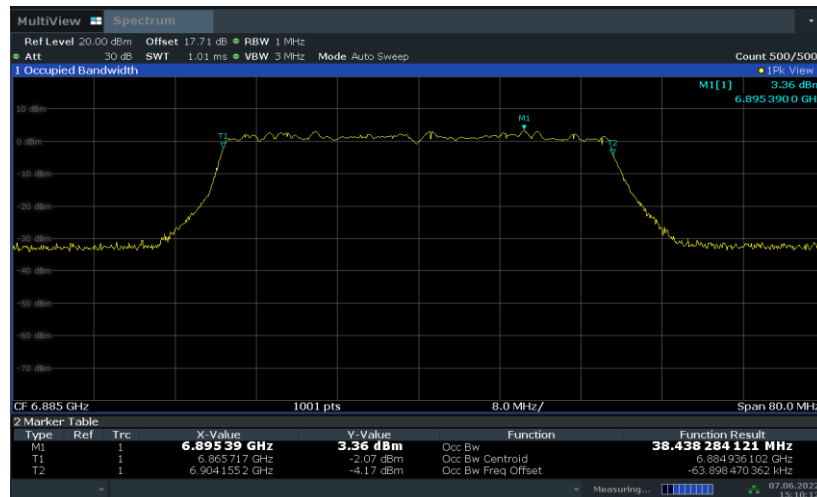 MultiView Spectrum
Ref Level 20.00 dBm Offset 17.71 dB RBW 1 MHz
Att 30 dB SWT 1.01 ms VBW 3 MHz Mode Auto Sweep Count 500/500
1 Occupied Bandwidth 1Pk View
M1[1] 3.36 dBm
6.895 390 0 GH
M1
10 dBm
T1
T2
0 dBm
-10 dBm
-20 dBm
-30 dBm
-40 dBm
-50 dBm
-60 dBm
-70 dBm
CF 6.885 GHz 1001 pts 8.0 MHz/ Span 80.0 MHz
2 Marker Table
Type Ref Trc X-Value Y-Value Function Function Result
M1 1 6.895 39 GHz 3.36 dBm Occ Bw 38.438 284 121 MHz
T1 1 6.865 717 GHz -2.07 dBm Occ Bw Centroid 6.884 936 102 GHz
T2 1 6.904 155 2 GHz -4.17 dBm Occ Bw Freq Offset -63.898 470 362 kHz
Measuring...